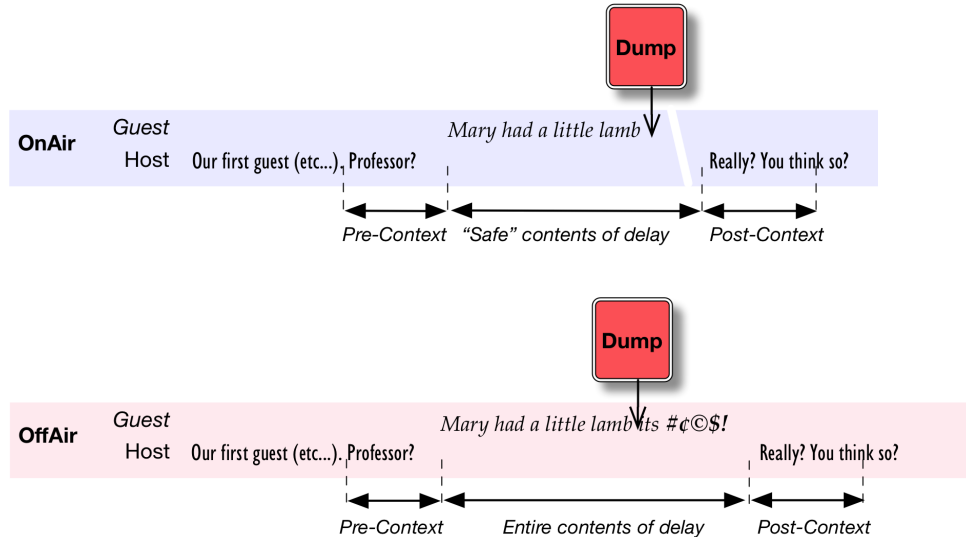 Dump
Guest
Mary had a little lamb
OnAir
Host
Our first guest (etc...). Professor?
Really? You think so?
Pre-Context
“Safe” contents of delay
Post-Context
Dump
Guest
Mary had a little lamb its #¢©$!
OffAir
Host
Our first guest (etc...). Professor?
Really? You think so?
Pre-Context
Entire contents of delay
Post-Context